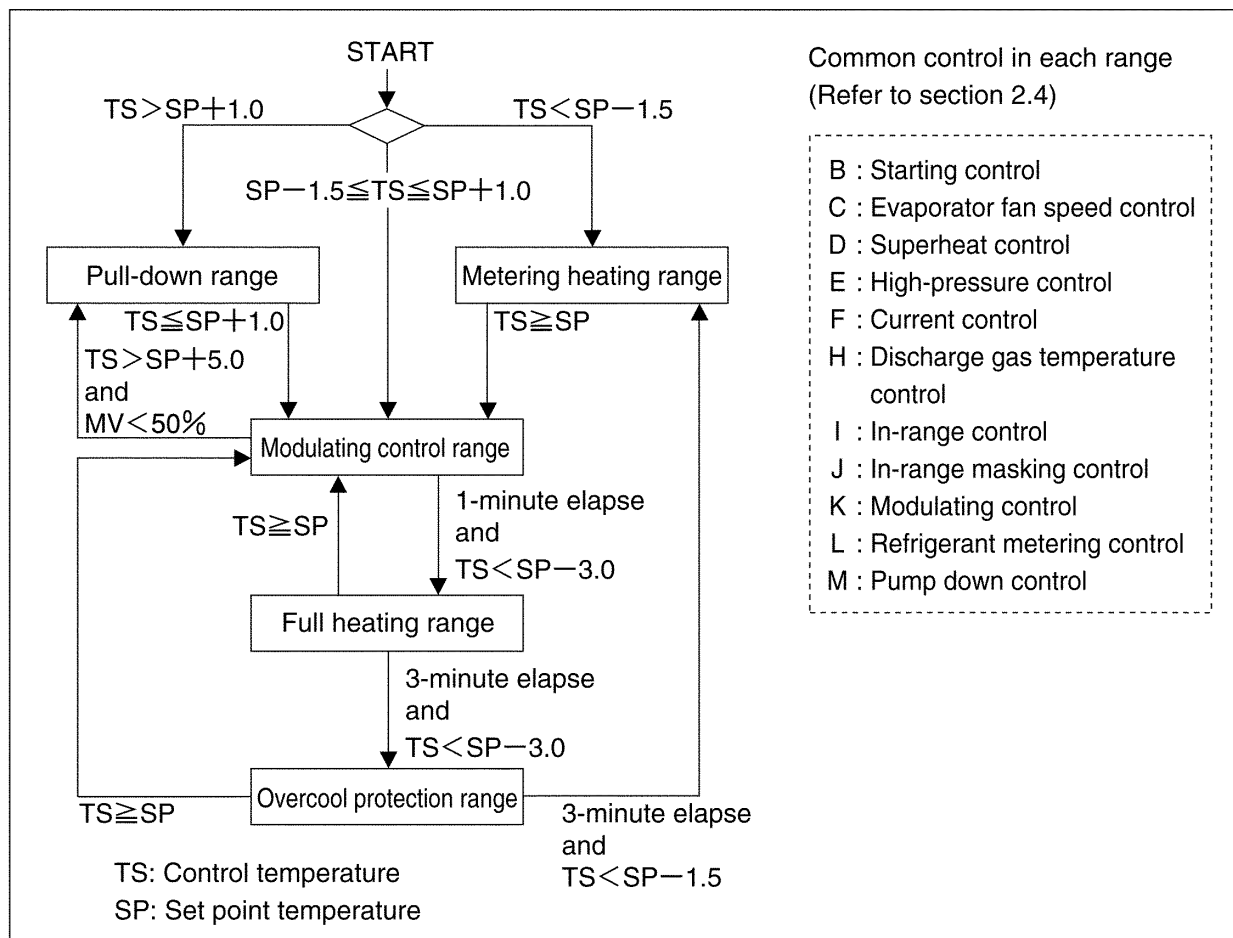 START
TS>SP+1.0
TS<SP−1.5
SP−1.5≦TS≦SP+1.0
Pull-down range
Metering heating range
TS≦SP+1.0
TS≧SP
TS>SP+5.0
and
MV<50%
Modulating control range
TS≧SP
1-minute elapse
and
TS<SP−3.0
Full heating range
3-minute elapse
and
TS<SP−3.0
Overcool protection range
TS≧SP
3-minute elapse
and
TS<SP−1.5
TS: Control temperature
SP: Set point temperature
Common control in each range
(Refer to section 2.4)
B : Starting control
C : Evaporator fan speed control
D : Superheat control
E : High-pressure control
F : Current control
H : Discharge gas temperature
control
I : In-range control
J : In-range masking control
K : Modulating control
L : Refrigerant metering control
M : Pump down control